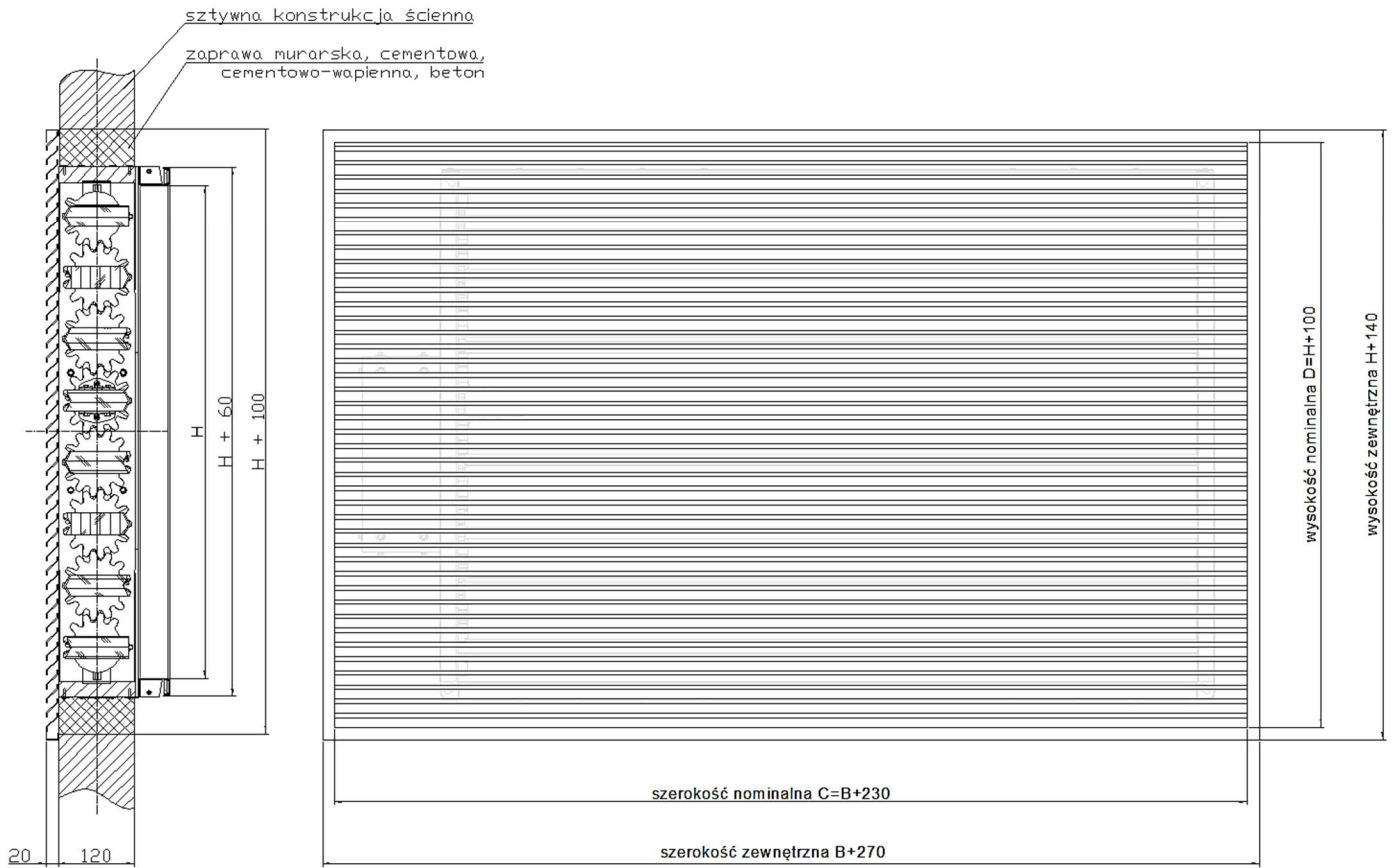 sztywna konstrukcja ścienna
zaprawa murarska, cementowa,
cementowo-wapienna, beton
H
H + 60
H + 100
wysokość nominalna D=H+100
wysokość zewnętrzna H+140
szerokość nominalna C=B+230
szerokość zewnętrzna B+270
20
120